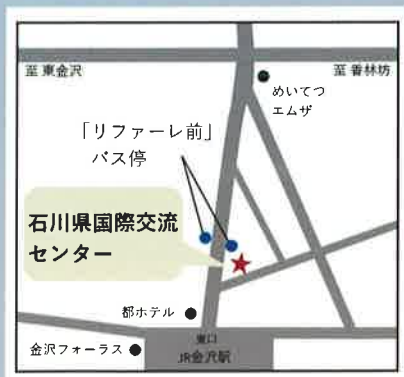 至 東金沢
至 香林坊
めいてつ
エムザ
「リファーレ前」
バス停
石川県国際交流
センター
都ホテル
金沢フォーラス
東口
JR金沢駅